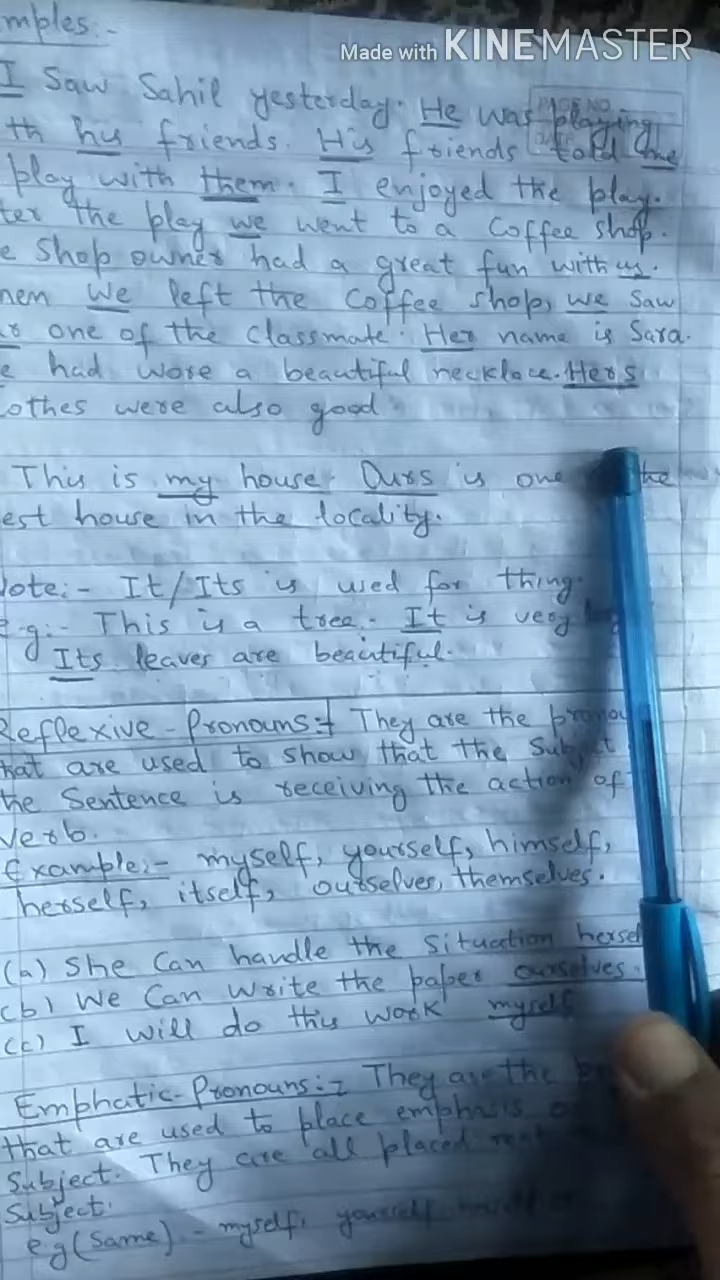 mples:-
Made with KINEMASTER
I Saw Sahil yesterday. He was playing
PAGE NO.
th his friends. His friends told me
play with them. I enjoyed the play.
ter the play we went to a Coffee shop.
e Shop owner had a great fun with us.
hen We left the Coffee shop, we Saw
one of the classmate. Her name is Sara.
e had wore a beautiful necklace. Hers
othes were also good
This is my house. Ours is one the
est house in the locality.
Note:- It/Its is used for thing.
e.g:- This is a tree. It is very
Its leaves are beautiful.
Reflexive-Pronouns:- They are the pronou
that are used to show that the Subject
the Sentence is receiving the action of
Verb.
Example:- myself, yourself, himself,
herself, itself, ourselves, themselves.
(a) She Can handle the situation hersel
(b) We Can write the paper ourselves.
(c) I will do this work myself
Emphatic-Pronouns:- They are the
that are used to place emphasis
Subject. They are all placed
Subject.
e.g (Same) - myself, yourself